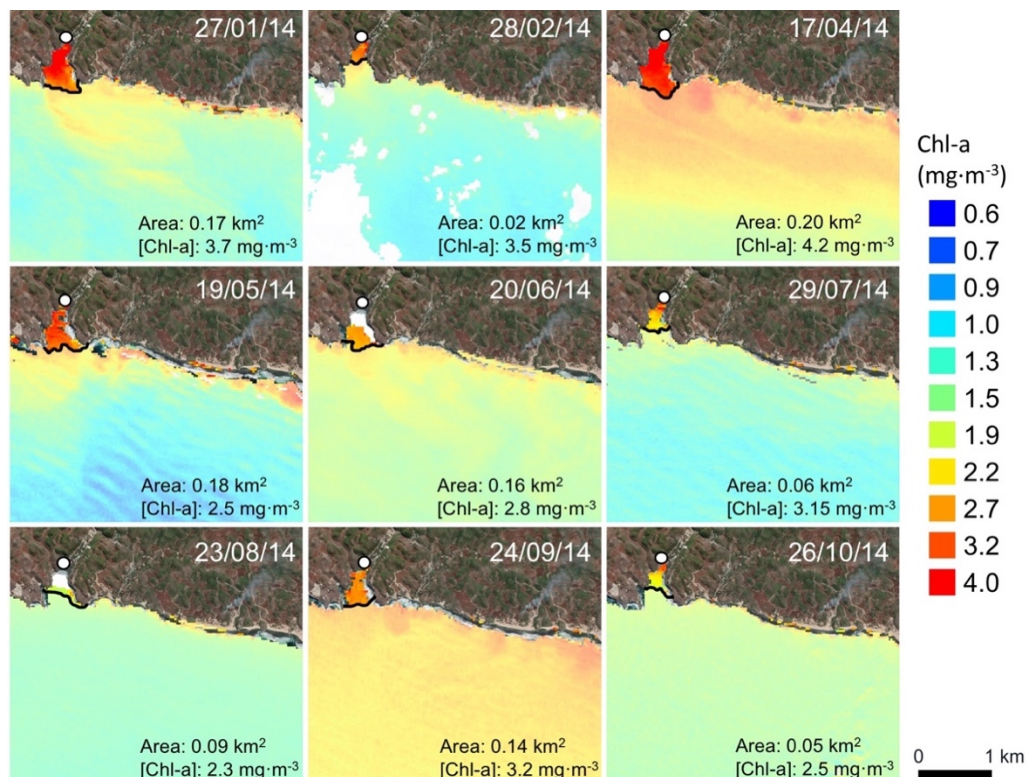 27/01/14
Area: 0.17 km²
[Chl-a]: 3.7 mg·m⁻³
28/02/14
Area: 0.02 km²
[Chl-a]: 3.5 mg·m⁻³
17/04/14
Area: 0.20 km²
[Chl-a]: 4.2 mg·m⁻³
19/05/14
Area: 0.18 km²
[Chl-a]: 2.5 mg·m⁻³
20/06/14
Area: 0.16 km²
[Chl-a]: 2.8 mg·m⁻³
29/07/14
Area: 0.06 km²
[Chl-a]: 3.15 mg·m⁻³
23/08/14
Area: 0.09 km²
[Chl-a]: 2.3 mg·m⁻³
24/09/14
Area: 0.14 km²
[Chl-a]: 3.2 mg·m⁻³
26/10/14
Area: 0.05 km²
[Chl-a]: 2.5 mg·m⁻³
Chl-a
(mg·m⁻³)
0.6
0.7
0.9
1.0
1.3
1.5
1.9
2.2
2.7
3.2
4.0
0 1 km